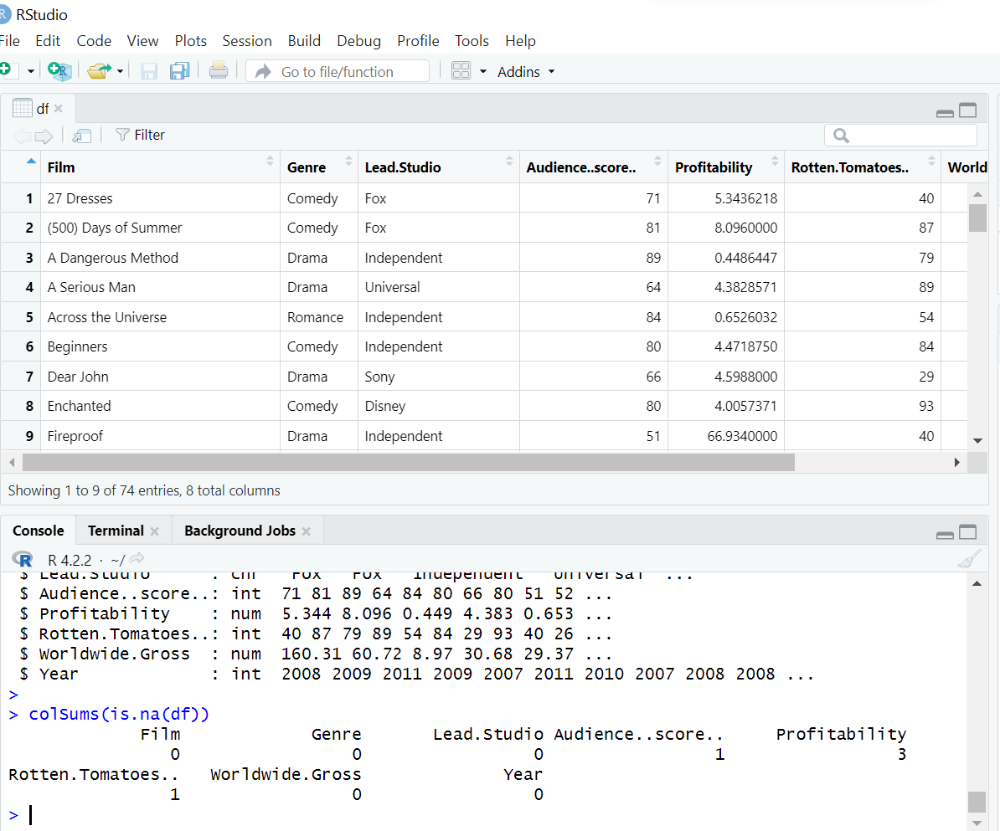 R RStudio
File Edit Code View Plots Session Build Debug Profile Tools Help
Go to file/function Addins
df
Filter
Film Genre Lead.Studio Audience..score.. Profitability Rotten.Tomatoes.. World
1 27 Dresses Comedy Fox 71 5.3436218 40
2 (500) Days of Summer Comedy Fox 81 8.0960000 87
3 A Dangerous Method Drama Independent 89 0.4486447 79
4 A Serious Man Drama Universal 64 4.3828571 89
5 Across the Universe Romance Independent 84 0.6526032 54
6 Beginners Comedy Independent 80 4.4718750 84
7 Dear John Drama Sony 66 4.5988000 29
8 Enchanted Comedy Disney 80 4.0057371 93
9 Fireproof Drama Independent 51 66.9340000 40
Showing 1 to 9 of 74 entries, 8 total columns
Console Terminal Background Jobs
R R 4.2.2 · ~/
$ Lead.Studio : chr "Fox" "Fox" "Independent" "Universal" ...
$ Audience..score..: int 71 81 89 64 84 80 66 80 51 52 ...
$ Profitability : num 5.344 8.096 0.449 4.383 0.653 ...
$ Rotten.Tomatoes..: int 40 87 79 89 54 84 29 93 40 26 ...
$ Worldwide.Gross : num 160.31 60.72 8.97 30.68 29.37 ...
$ Year : int 2008 2009 2011 2009 2007 2011 2010 2007 2008 2008 ...
>
> colSums(is.na(df))
Film Genre Lead.Studio Audience..score.. Profitability
0 0 0 1 3
Rotten.Tomatoes.. Worldwide.Gross Year
1 0 0
>